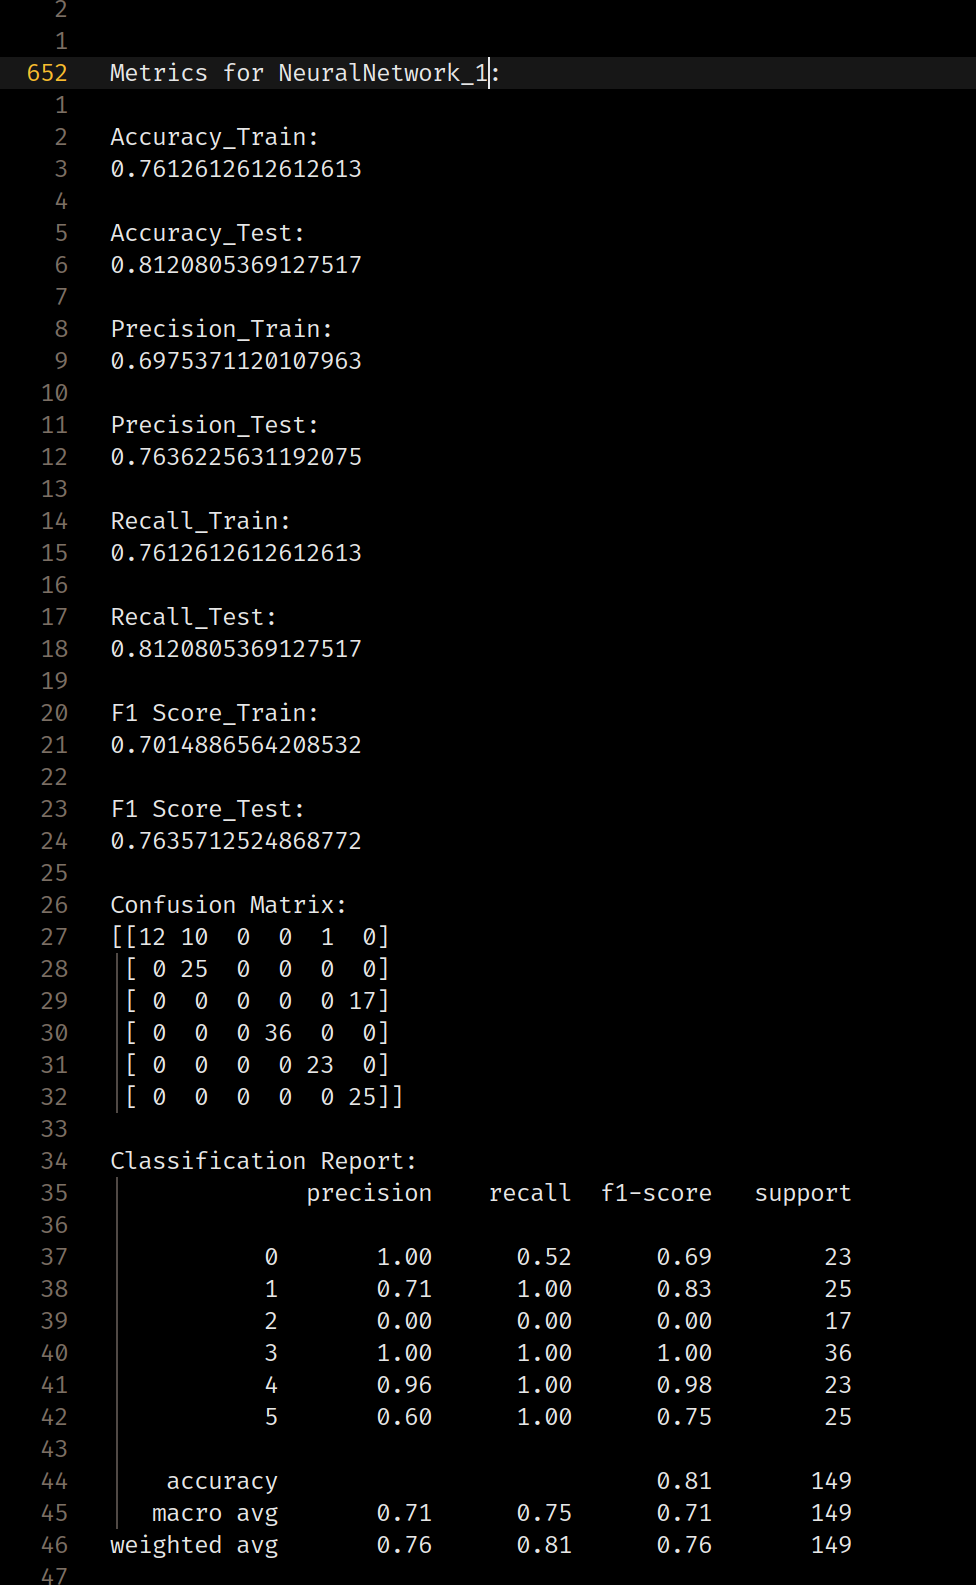 2
1
652 Metrics for NeuralNetwork_1:
1
2 Accuracy_Train:
3 0.7612612612612613
4
5 Accuracy_Test:
6 0.8120805369127517
7
8 Precision_Train:
9 0.6975371120107963
10
11 Precision_Test:
12 0.7636225631192075
13
14 Recall_Train:
15 0.7612612612612613
16
17 Recall_Test:
18 0.8120805369127517
19
20 F1 Score_Train:
21 0.7014886564208532
22
23 F1 Score_Test:
24 0.7635712524868772
25
26 Confusion Matrix:
27 [[12 10  0  0  1  0]
28  [ 0 25  0  0  0  0]
29  [ 0  0  0  0  0 17]
30  [ 0  0  0 36  0  0]
31  [ 0  0  0  0 23  0]
32  [ 0  0  0  0  0 25]]
33
34 Classification Report:
35               precision    recall  f1-score   support
36
37            0       1.00      0.52      0.69        23
38            1       0.71      1.00      0.83        25
39            2       0.00      0.00      0.00        17
40            3       1.00      1.00      1.00        36
41            4       0.96      1.00      0.98        23
42            5       0.60      1.00      0.75        25
43
44     accuracy                           0.81       149
45    macro avg       0.71      0.75      0.71       149
46 weighted avg       0.76      0.81      0.76       149
47